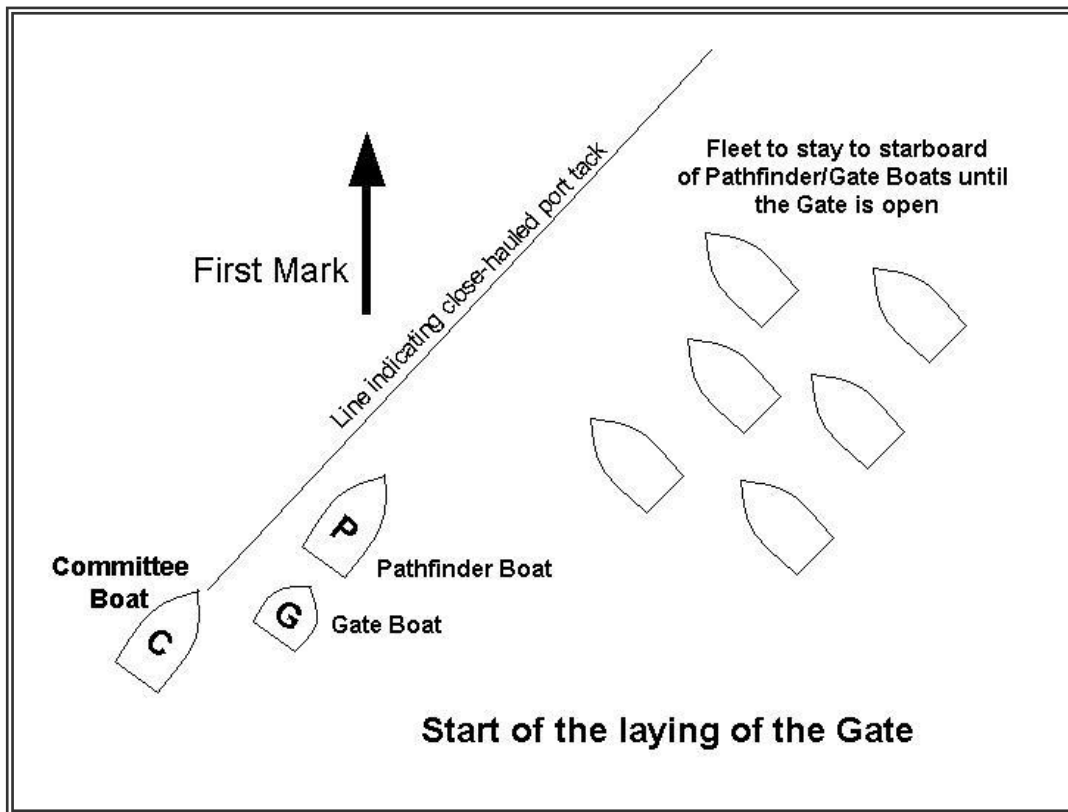 Fleet to stay to starboard
of Pathfinder/Gate Boats until
the Gate is open
First Mark
Line indicating close-hauled port tack
P
Pathfinder Boat
Committee
Boat
C
G
Gate Boat
Start of the laying of the Gate